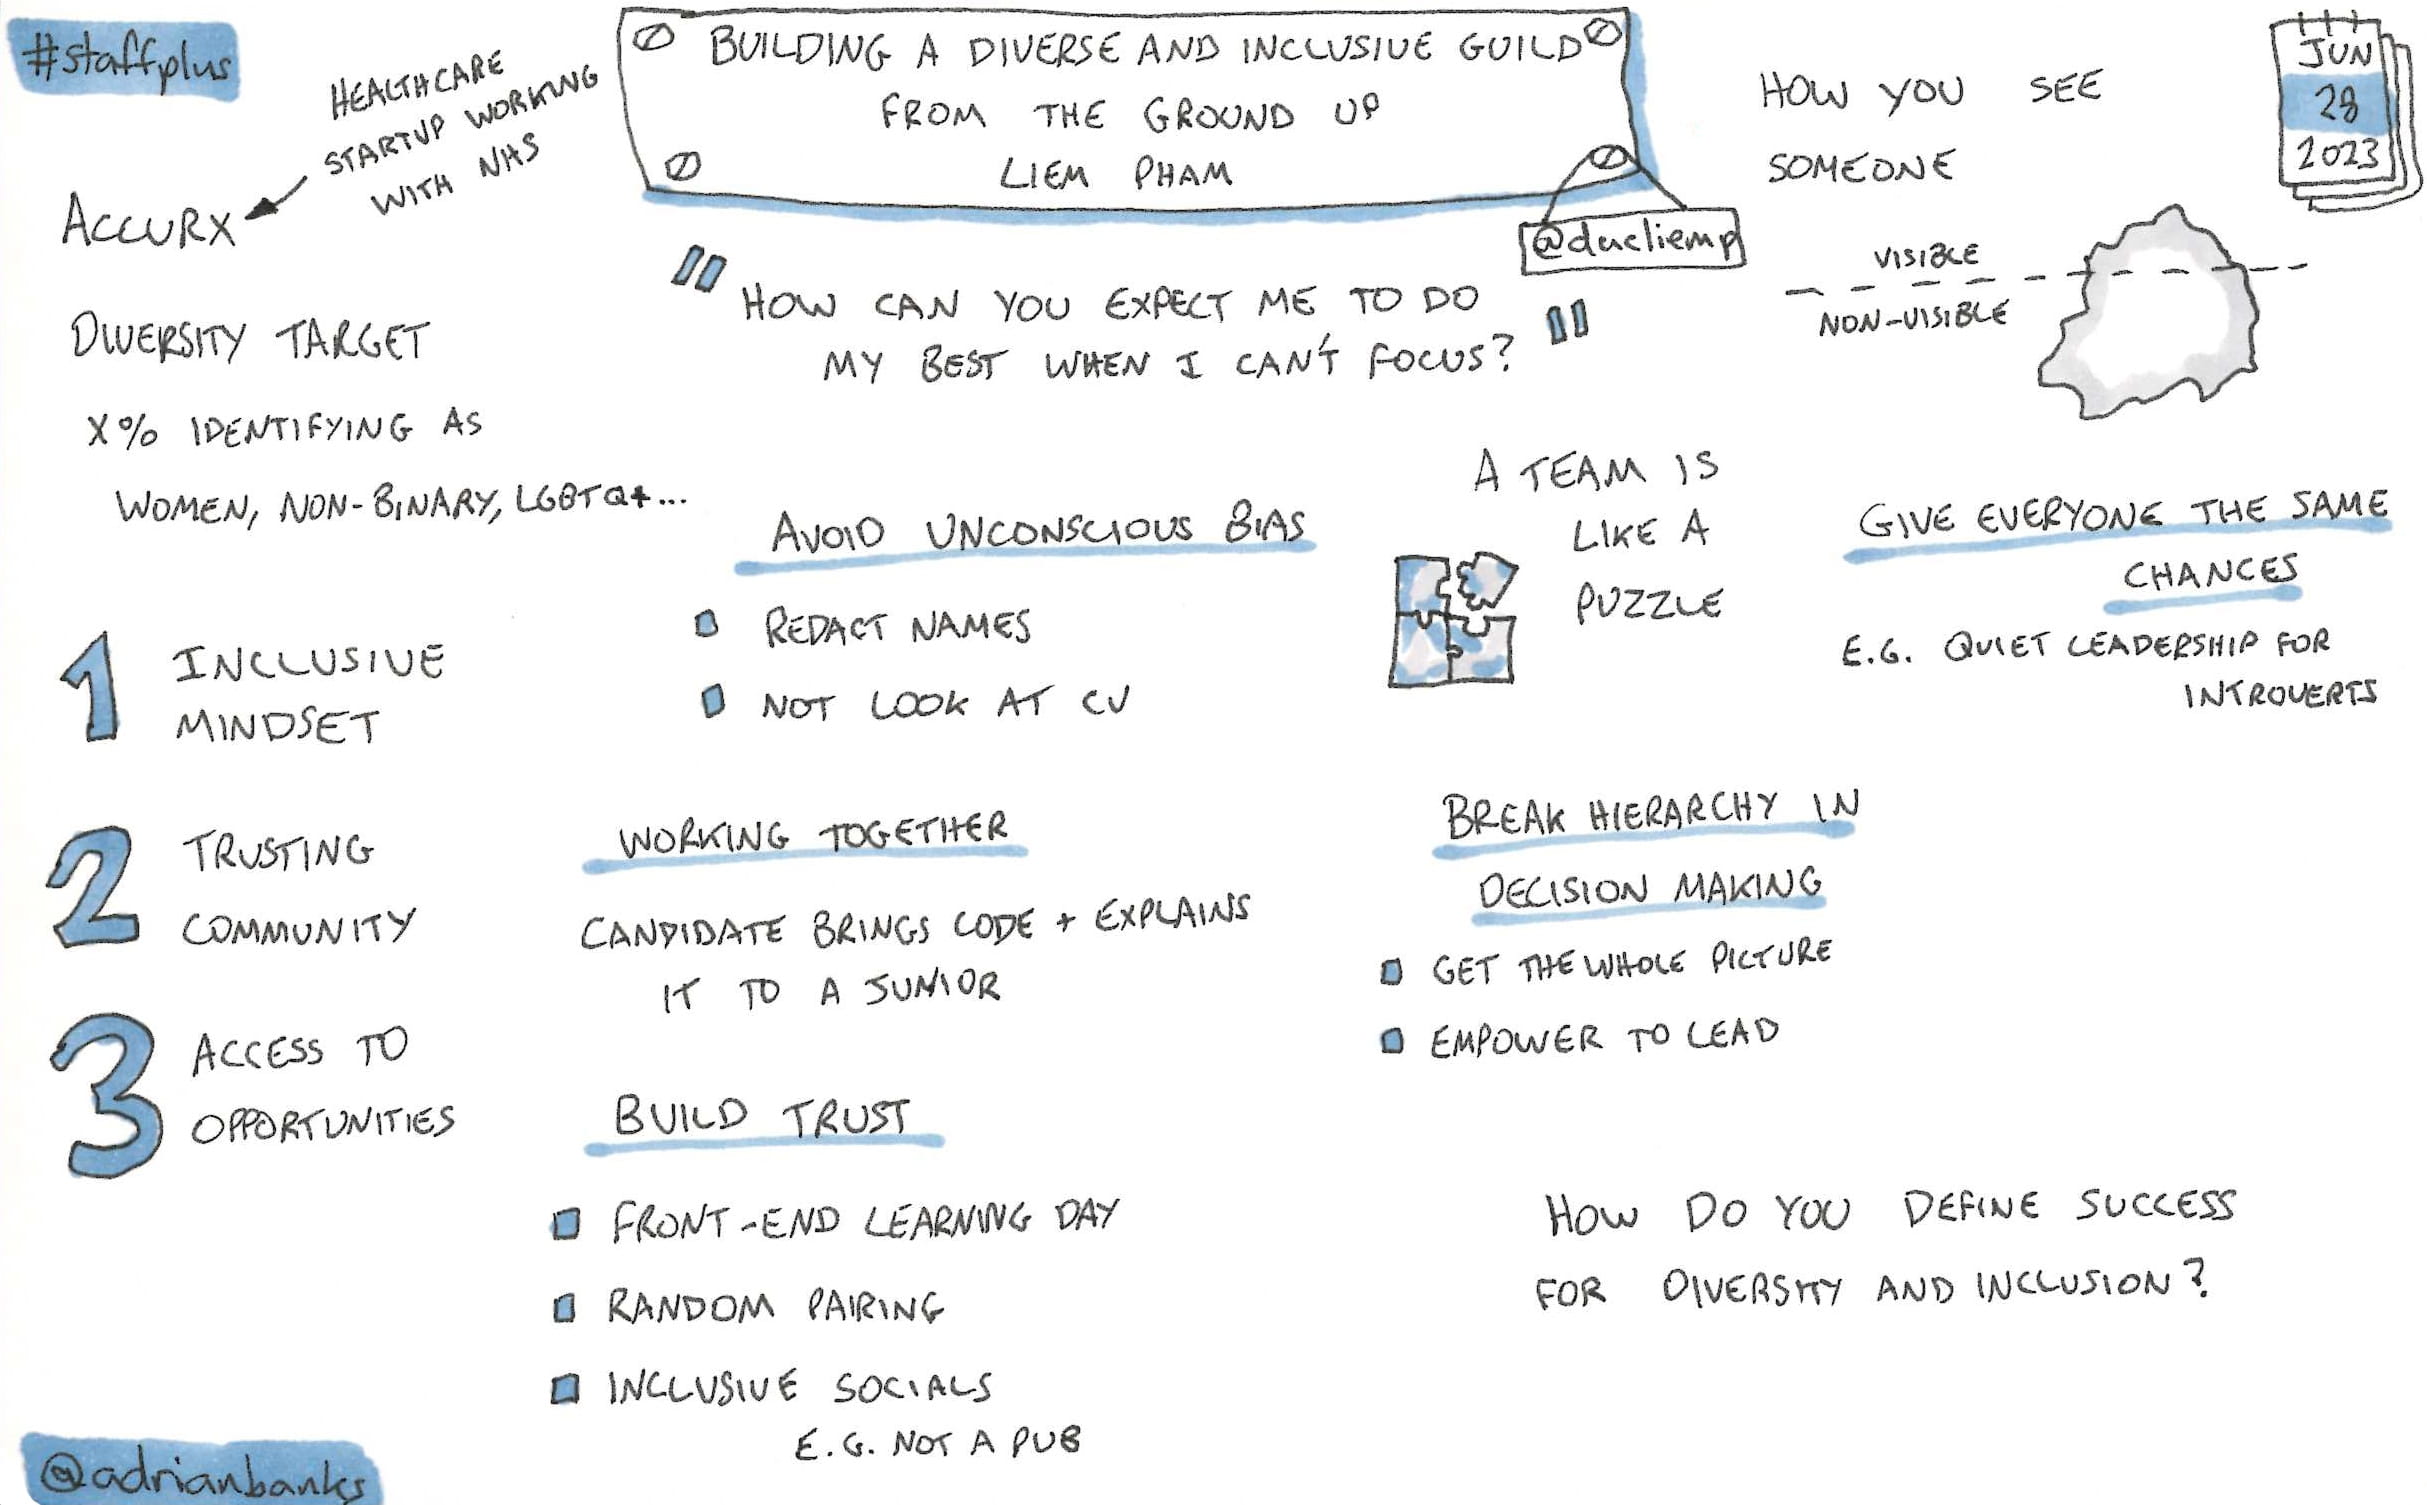 #staffplus
HEALTHCARE
STARTUP WORKING
WITH NHS
ACCURX
BUILDING A DIVERSE AND INCLUSIVE GUILD
FROM THE GROUND UP
LIEM PHAM
@ducliemp
HOW YOU SEE
SOMEONE
JUN
28
2023
VISIBLE
NON-VISIBLE
DIVERSITY TARGET
X% IDENTIFYING AS
WOMEN, NON-BINARY, LGBTQ+...
"HOW CAN YOU EXPECT ME TO DO
MY BEST WHEN I CAN'T FOCUS?"
1 INCLUSIVE
MINDSET
2 TRUSTING
COMMUNITY
3 ACCESS TO
OPPORTUNITIES
AVOID UNCONSCIOUS BIAS
REDACT NAMES
NOT LOOK AT CV
A TEAM IS
LIKE A
PUZZLE
GIVE EVERYONE THE SAME
CHANCES
E.G. QUIET LEADERSHIP FOR
INTROVERTS
WORKING TOGETHER
CANDIDATE BRINGS CODE + EXPLAINS
IT TO A JUNIOR
BREAK HIERARCHY IN
DECISION MAKING
GET THE WHOLE PICTURE
EMPOWER TO LEAD
BUILD TRUST
FRONT-END LEARNING DAY
RANDOM PAIRING
INCLUSIVE SOCIALS
E.G. NOT A PUB
HOW DO YOU DEFINE SUCCESS
FOR DIVERSITY AND INCLUSION?
@adrianbanks